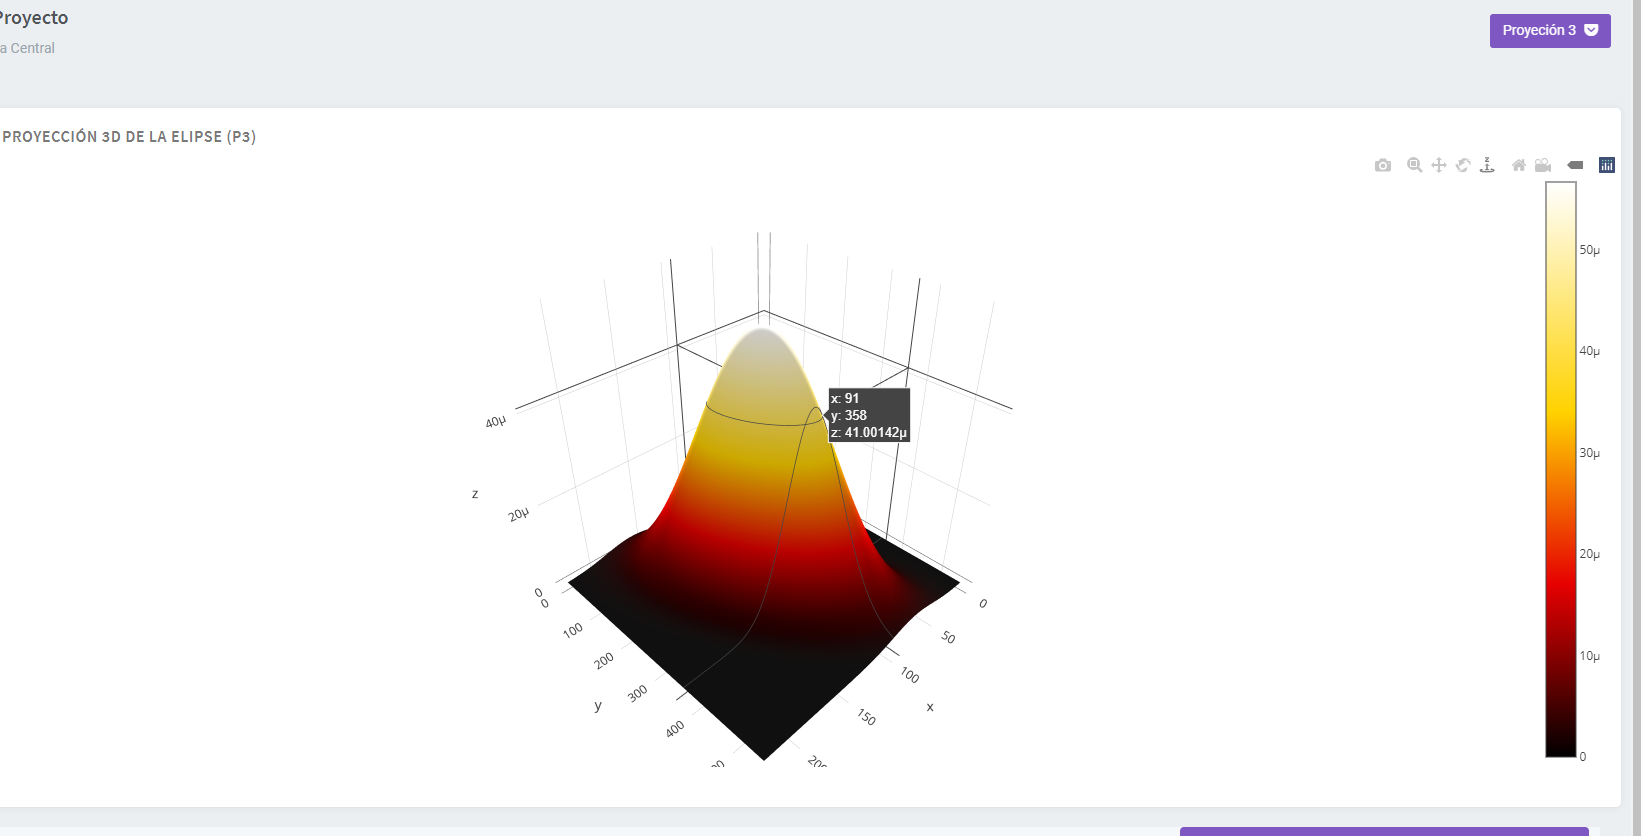 Proyecto
a Central
Proyeción 3
PROYECCIÓN 3D DE LA ELIPSE (P3)
z
50µ
40µ
30µ
20µ
10µ
0
x: 91
y: 358
z: 41.00142µ
40µ
20µ
0
z
0
100
200
300
400
y
0
50
100
150
x